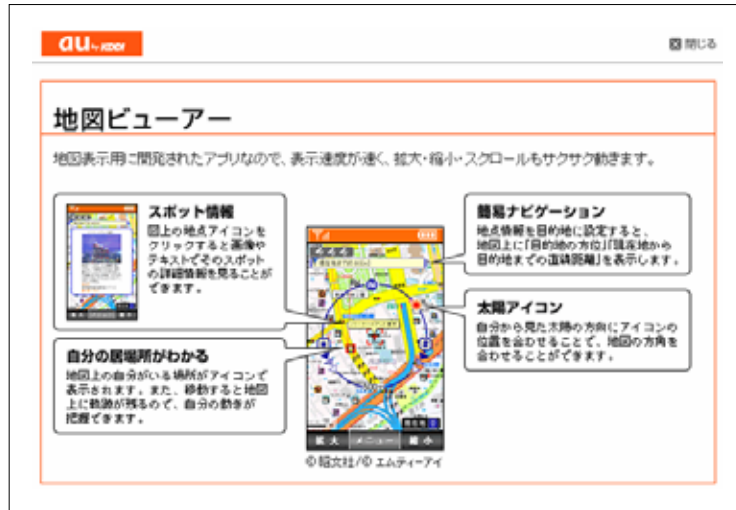 au by KDDI
閉じる
地図ビューアー
地図表示用に開発されたアプリなので、表示速度が速く、拡大・縮小・スクロールもサクサク動きます。
スポット情報
図上の地点アイコンを
クリックすると画像や
テキストでそのスポット
の詳細情報を見ることが
できます。
自分の居場所がわかる
地図上の自分がいる場所がアイコンで
表示されます。また、移動すると地図
上に軌跡が残るので、自分の動きが
把握できます。
簡易ナビゲーション
地点情報を目的地に設定すると、
地図上に「目的地の方位」「現在地から
目的地までの直線距離」を表示します。
太陽アイコン
自分から見た太陽の方向にアイコンの
位置を合わせることで、地図の方角を
合わせることができます。
拡大 メニュー 縮小
©昭文社/©エムティーアイ